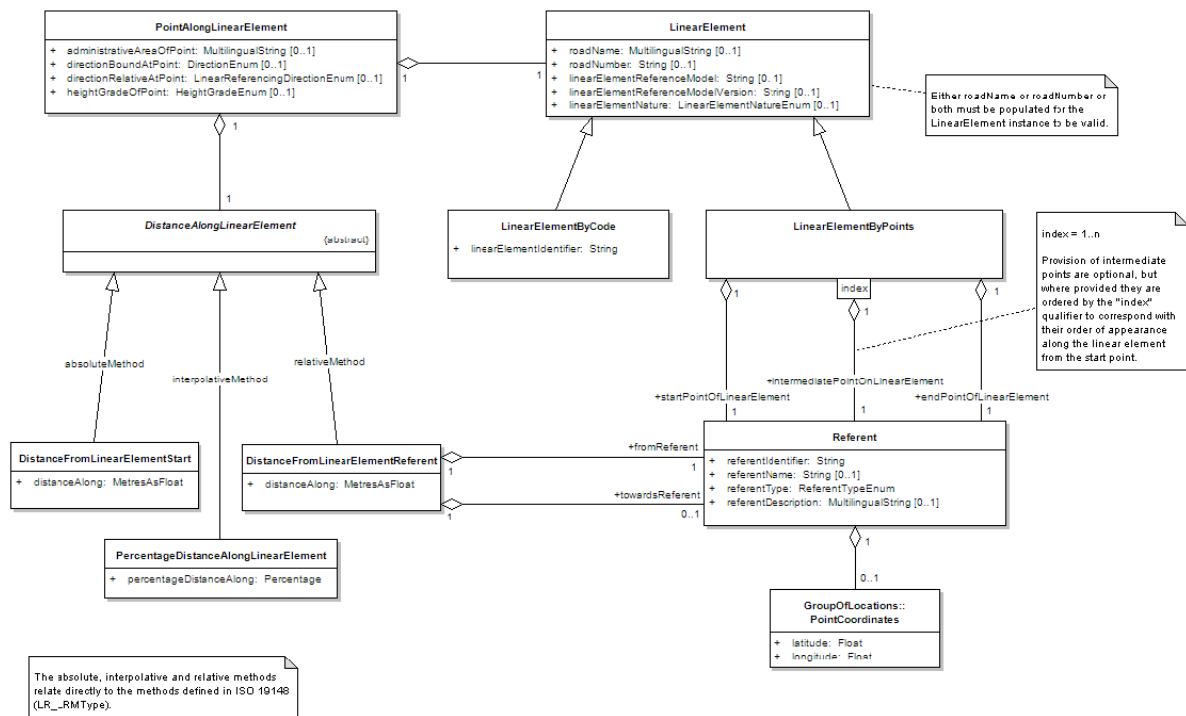 PointAlongLinearElement
+ administrativeAreaOfPoint: MultilingualString [0..1]
+ directionBoundAtPoint: DirectionEnum [0..1]
+ directionRelativeAtPoint: LinearReferencingDirectionEnum [0..1]
+ heightGradeOfPoint: HeightGradeEnum [0..1]
1
1
LinearElement
+ roadName: MultilingualString [0..1]
+ roadNumber: String [0..1]
+ linearElementReferenceModel: String [0..1]
+ linearElementReferenceModelVersion: String [0..1]
+ linearElementNature: LinearElementNatureEnum [0..1]
Either roadName or roadNumber or
both must be populated for the
LinearElement instance to be valid.
1
1
DistanceAlongLinearElement
{abstract}
LinearElementByCode
+ linearElementIdentifier: String
LinearElementByPoints
index
1
1
1
index = 1..n
Provision of intermediate
points are optional, but
where provided they are
ordered by the "index"
qualifier to correspond with
their order of appearance
along the linear element
from the start point.
absoluteMethod
interpolativeMethod
relativeMethod
+intermediatePointOnLinearElement
+startPointOfLinearElement
+endPointOfLinearElement
1
1
1
DistanceFromLinearElementStart
+ distanceAlong: MetresAsFloat
DistanceFromLinearElementReferent
+ distanceAlong: MetresAsFloat
+fromReferent
1
1
+towardsReferent
1
0..1
Referent
+ referentIdentifier: String
+ referentName: String [0..1]
+ referentType: ReferentTypeEnum
+ referentDescription: MultilingualString [0..1]
1
0..1
PercentageDistanceAlongLinearElement
+ percentageDistanceAlong: Percentage
GroupOfLocations::
PointCoordinates
+ latitude: Float
+ longitude: Float
The absolute, interpolative and relative methods
relate directly to the methods defined in ISO 19148
(LR_LRMType).